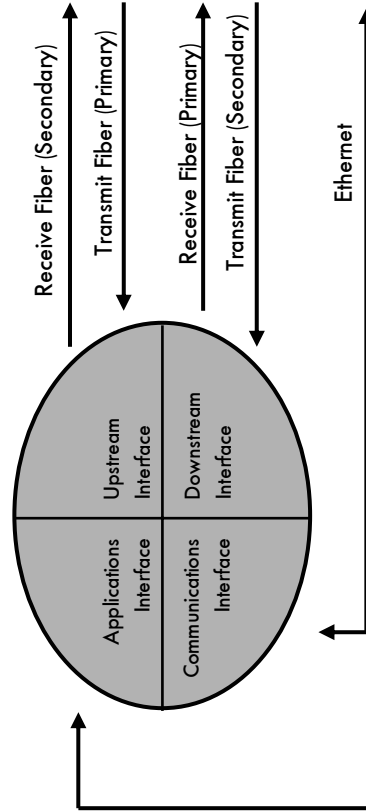 Receive Fiber (Secondary)
Transmit Fiber (Primary)
Receive Fiber (Primary)
Transmit Fiber (Secondary)
Ethernet
Applications
Interface
Upstream
Interface
Communications
Interface
Downstream
Interface